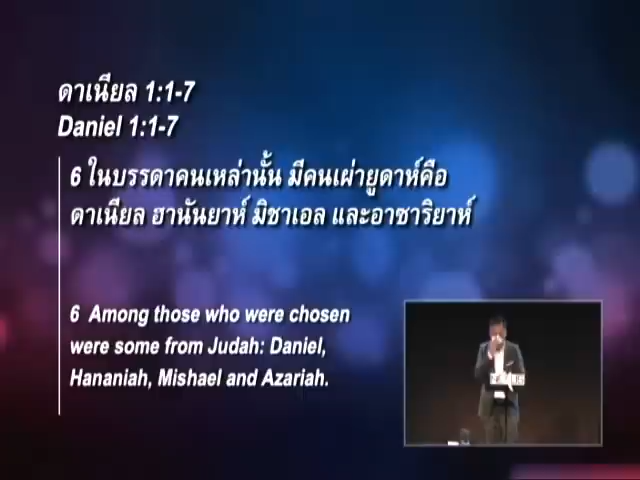 ดาเนียล 1:1-7
Daniel 1:1-7
6 ในบรรดาคนเหล่านั้น มีคนเผ่ายูดาห์คือ
ดาเนียล ฮานันยาห์ มิชาเอล และอาซาริยาห์
6 Among those who were chosen
were some from Judah: Daniel,
Hananiah, Mishael and Azariah.